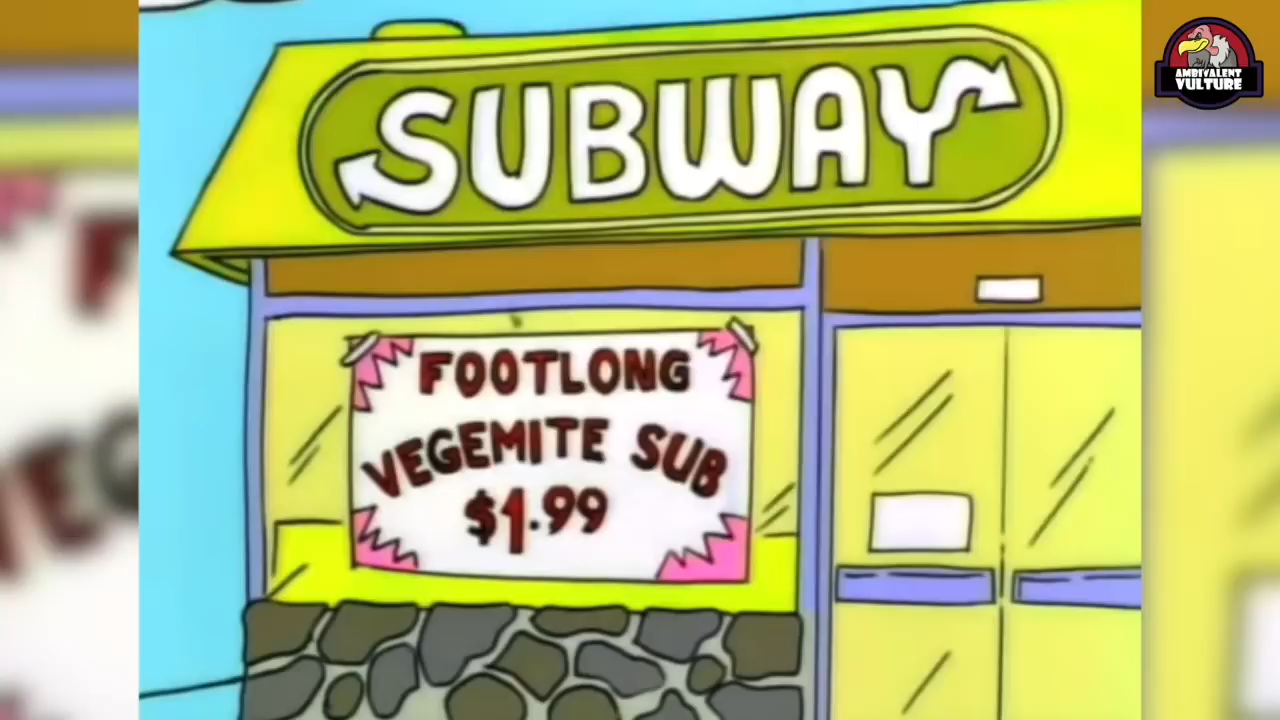 AMBIVALENT
VULTURE
SUBWAY
FOOTLONG
VEGEMITE SUB
$1.99